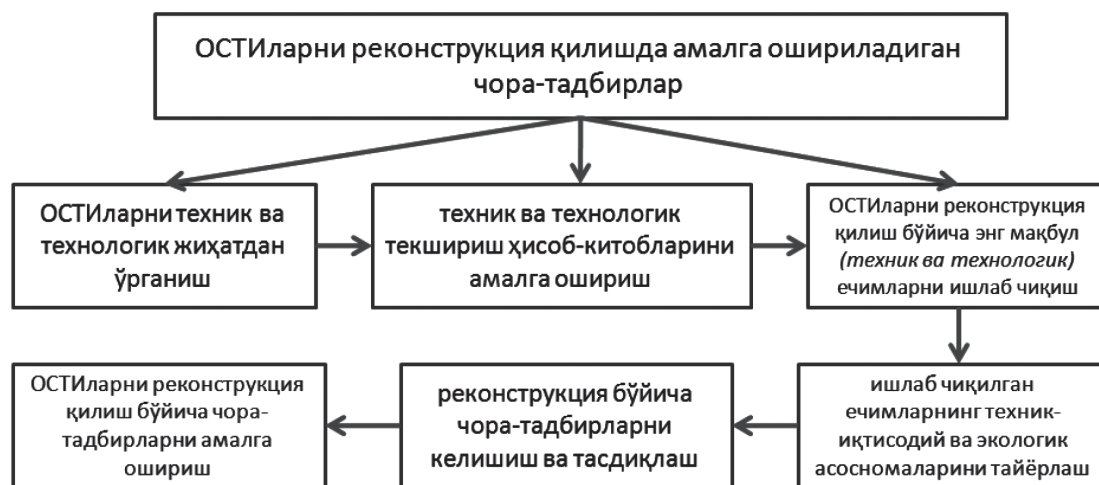 ОСТИларни реконструкция қилишда амалга ошириладиган
чора-тадбирлар
ОСТИларни техник ва
технологик жиҳатдан
ўрганиш
техник ва технологик
текшириш ҳисоб-китобларини
амалга ошириш
ОСТИларни реконструкция
қилиш бўйича энг мақбул
(техник ва технологик)
ечимларни ишлаб чиқиш
ишлаб чиқилган
ечимларнинг техник-
иқтисодий ва экологик
асосномаларини тайёрлаш
реконструкция бўйича
чора-тадбирларни
келишиш ва тасдиқлаш
ОСТИларни реконструкция
қилиш бўйича чора-
тадбирларни амалга
ошириш